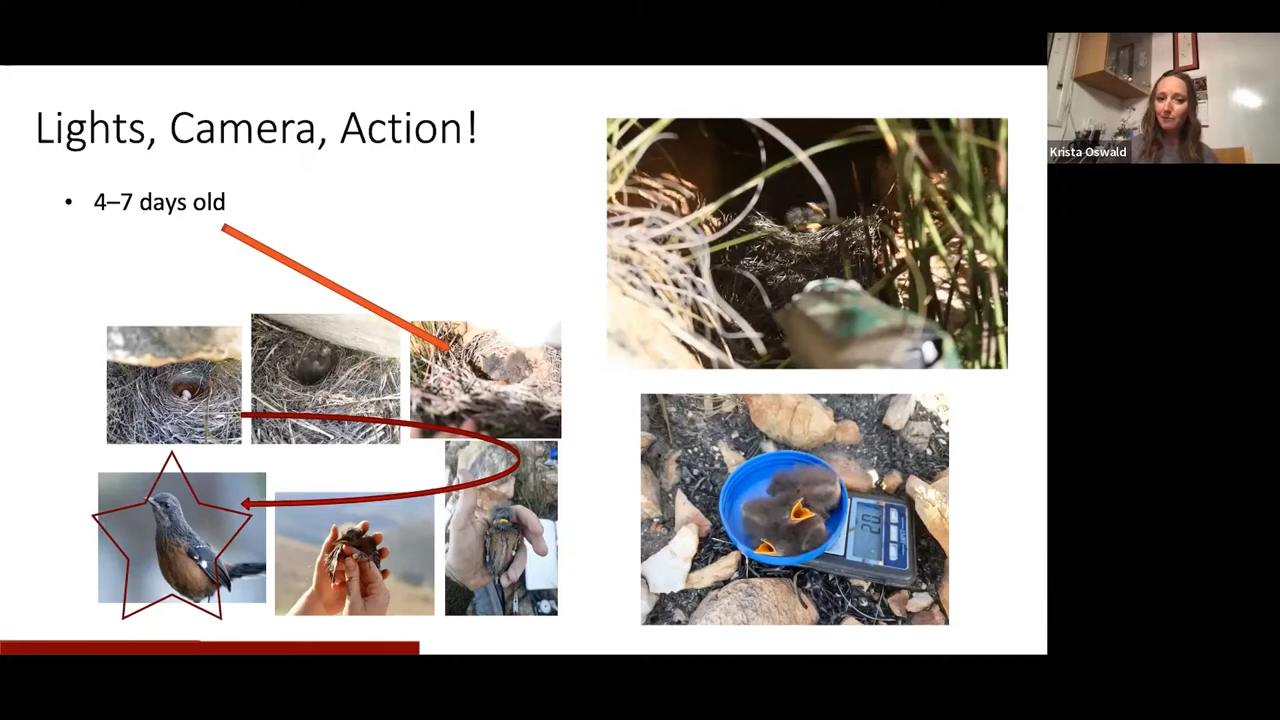 Lights, Camera, Action!
• 4–7 days old
Krista Oswald